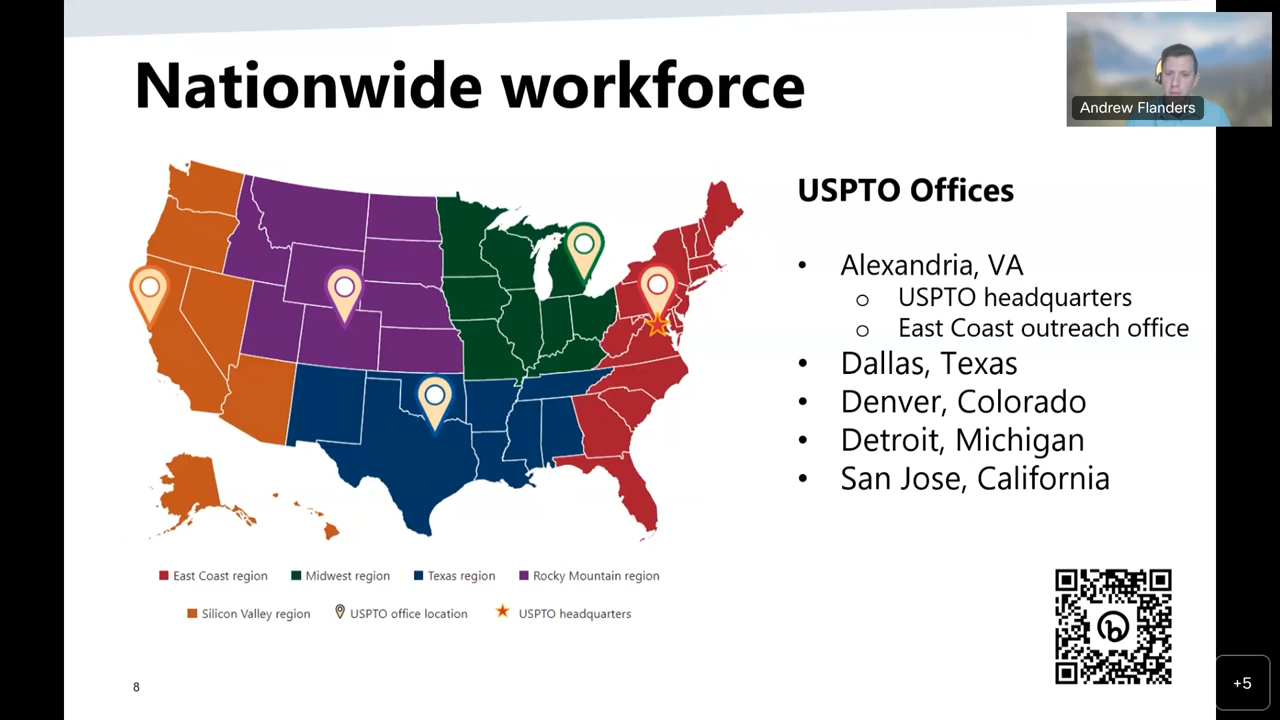 Nationwide workforce
Andrew Flanders
USPTO Offices
• Alexandria, VA
o USPTO headquarters
o East Coast outreach office
• Dallas, Texas
• Denver, Colorado
• Detroit, Michigan
• San Jose, California
East Coast region Midwest region Texas region Rocky Mountain region
Silicon Valley region USPTO office location USPTO headquarters
8
+5